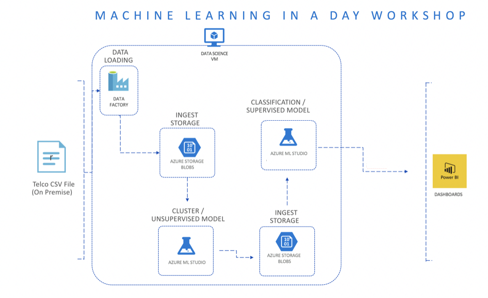 MACHINE LEARNING IN A DAY WORKSHOP
DATA SCIENCE
VM
DATA
LOADING
DATA
FACTORY
Telco CSV File
(On Premise)
INGEST
STORAGE
AZURE STORAGE
BLOBS
CLUSTER /
UNSUPERVISED MODEL
AZURE ML STUDIO
INGEST
STORAGE
AZURE STORAGE
BLOBS
CLASSIFICATION /
SUPERVISED MODEL
AZURE ML STUDIO
Power BI
DASHBOARDS